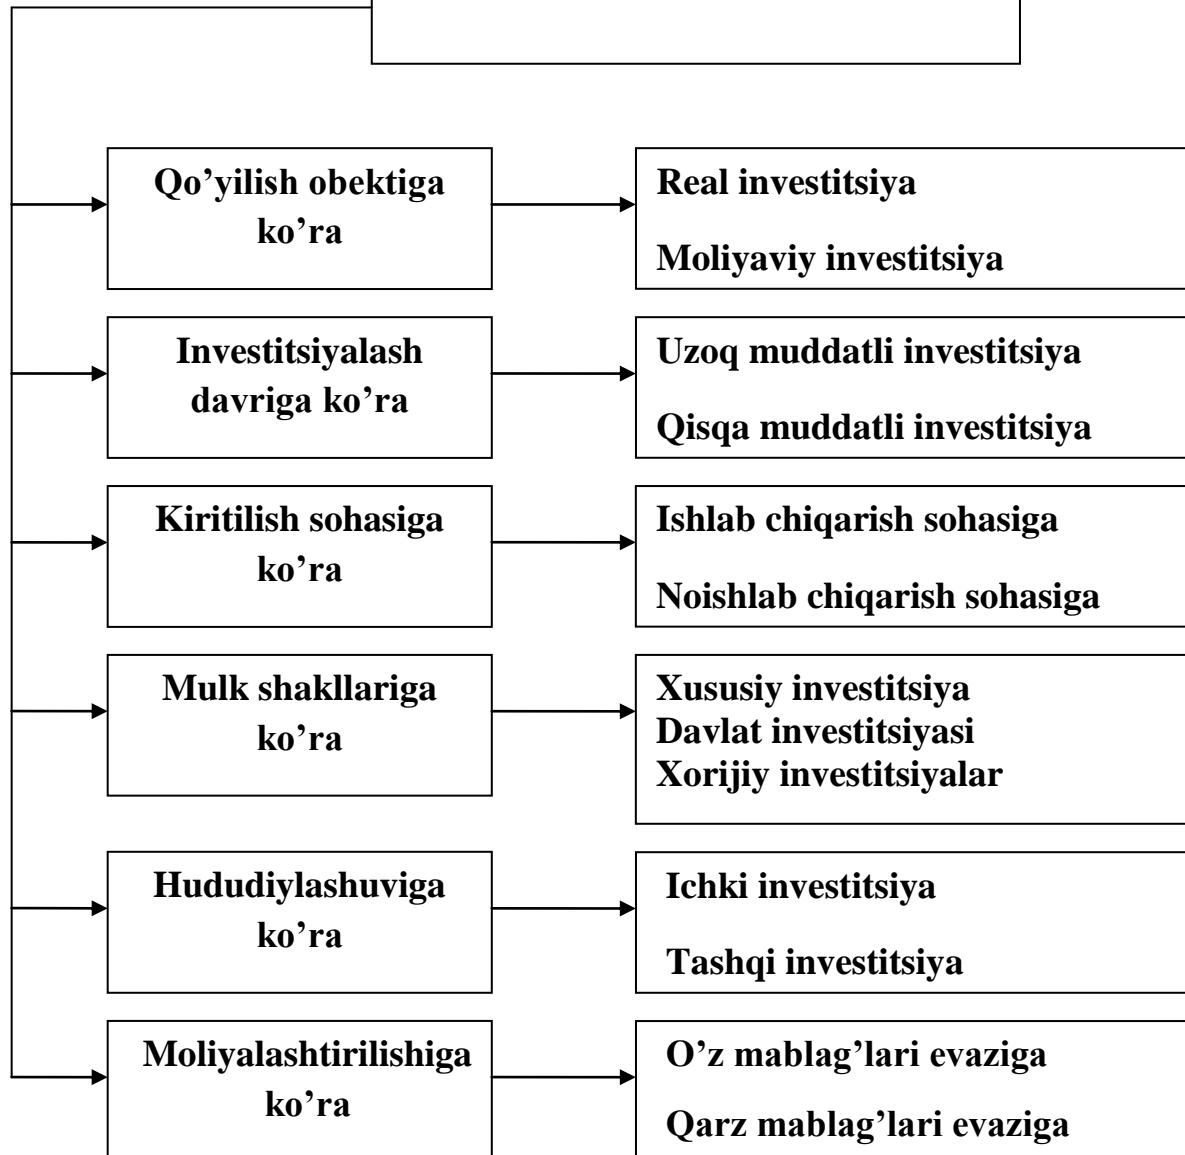 Qo’yilish obektiga
ko’ra
Real investitsiya
Moliyaviy investitsiya
Investitsiyalash
davriga ko’ra
Uzoq muddatli investitsiya
Qisqa muddatli investitsiya
Kiritilish sohasiga
ko’ra
Ishlab chiqarish sohasiga
Noishlab chiqarish sohasiga
Mulk shakllariga
ko’ra
Xususiy investitsiya
Davlat investitsiyasi
Xorijiy investitsiyalar
Hududiylashuviga
ko’ra
Ichki investitsiya
Tashqi investitsiya
Moliyalashtirilishiga
ko’ra
O’z mablag’lari evaziga
Qarz mablag’lari evaziga